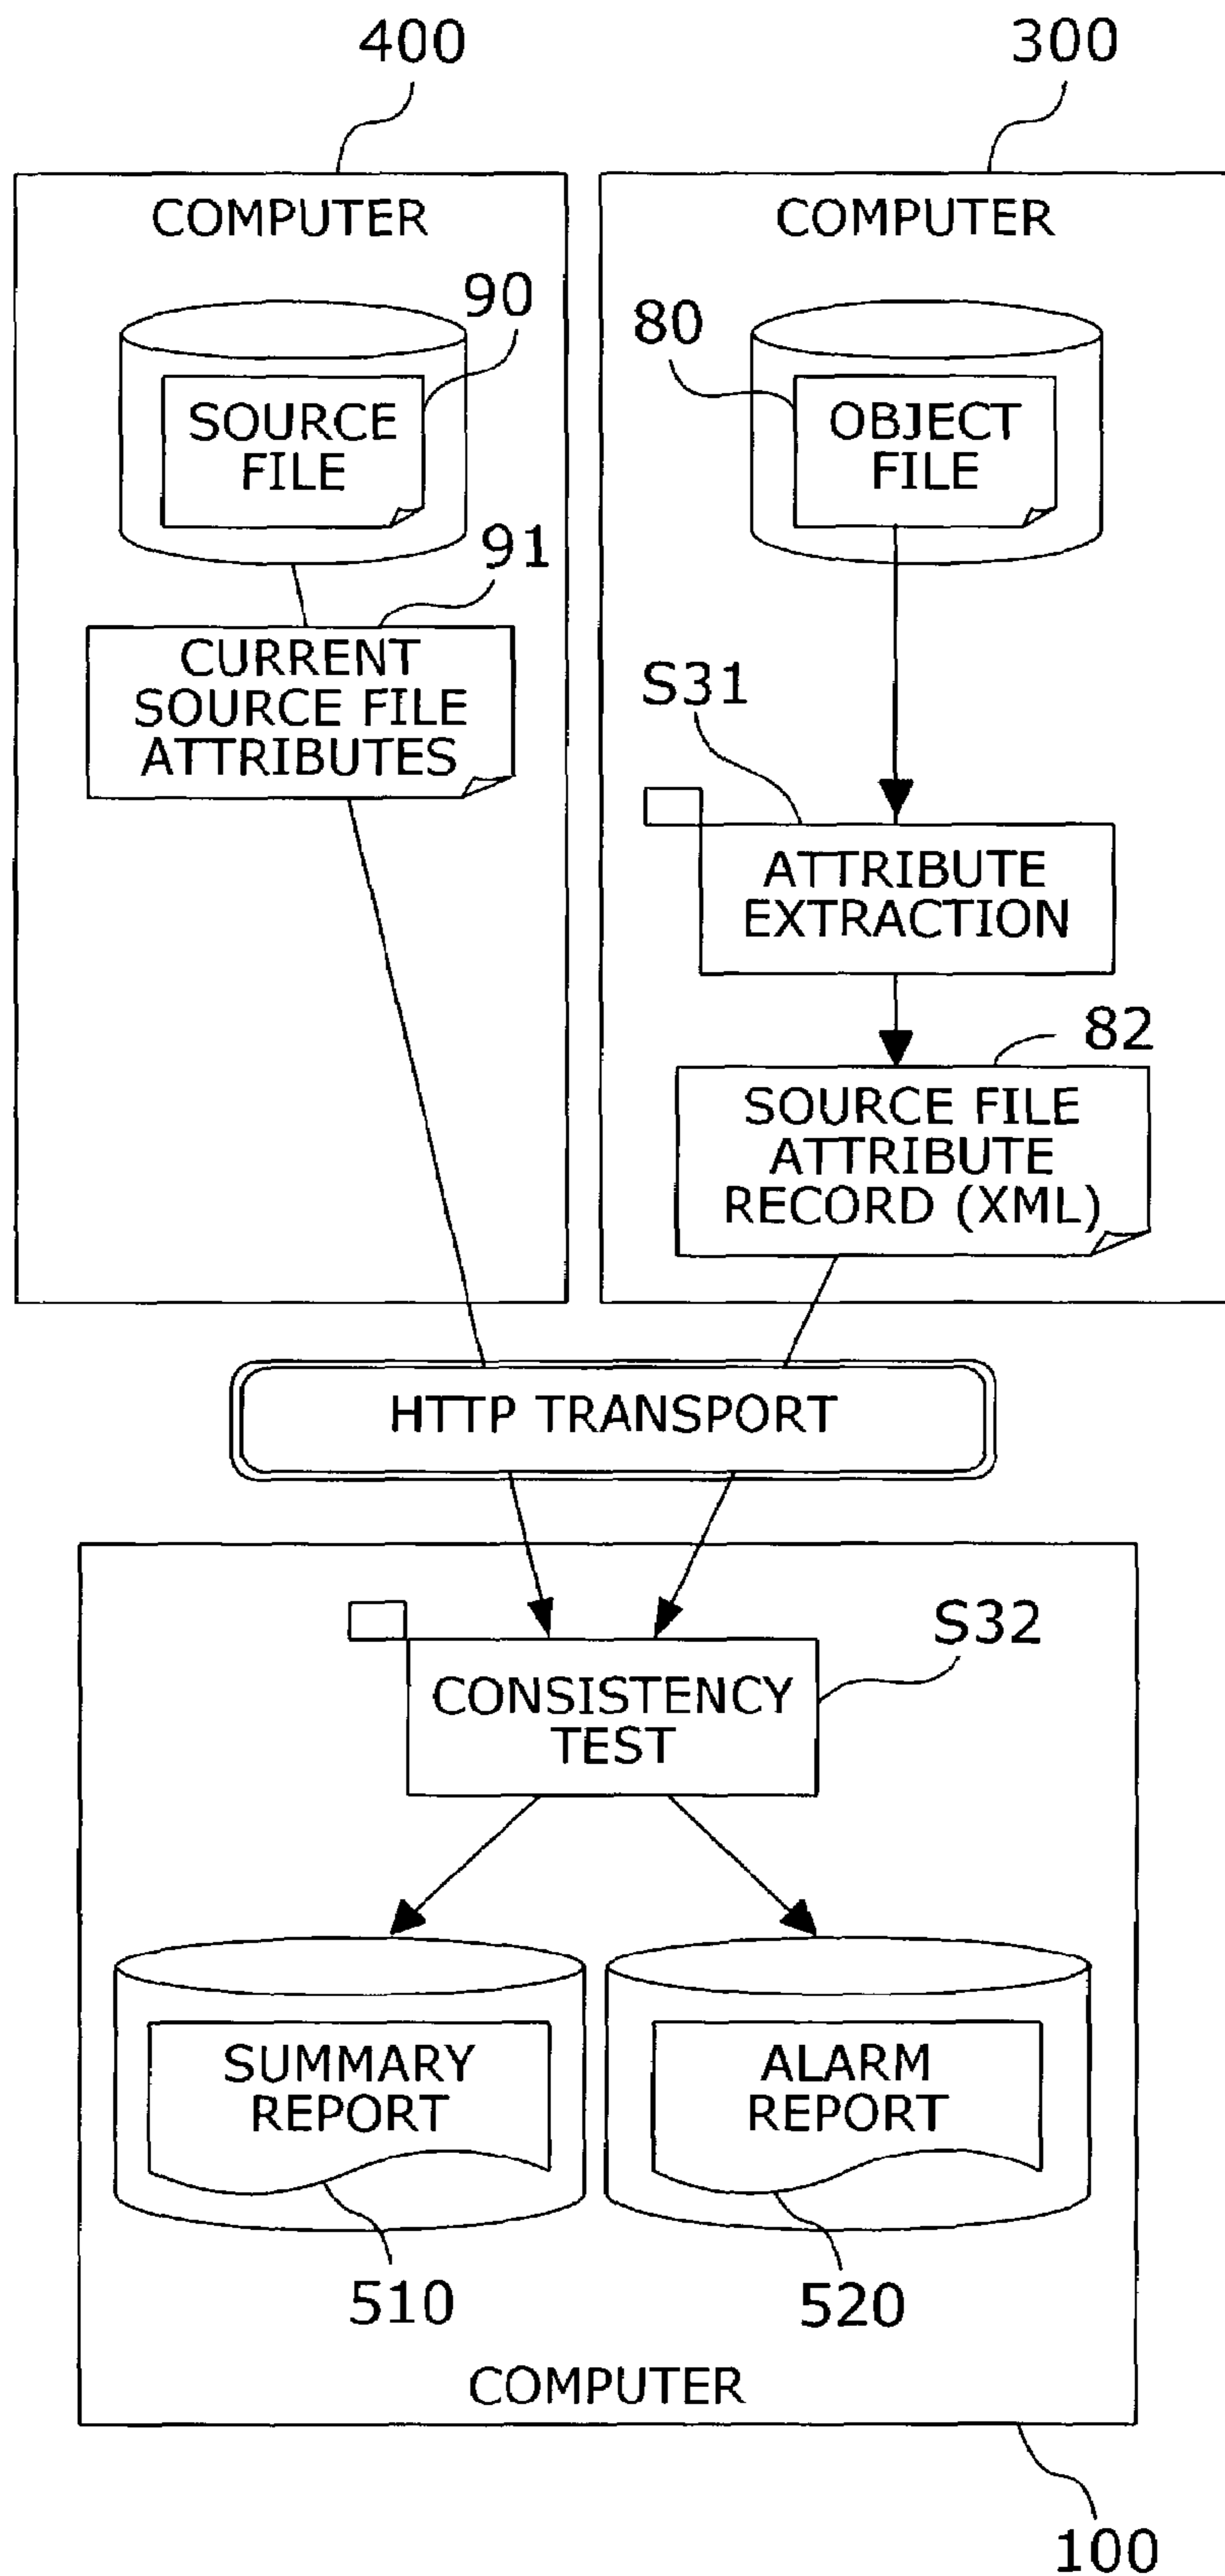 400
300
COMPUTER
COMPUTER
90
80
SOURCE
FILE
OBJECT
FILE
91
CURRENT
SOURCE FILE
ATTRIBUTES
S31
ATTRIBUTE
EXTRACTION
82
SOURCE FILE
ATTRIBUTE
RECORD (XML)
HTTP TRANSPORT
S32
CONSISTENCY
TEST
SUMMARY
REPORT
ALARM
REPORT
510
520
COMPUTER
100